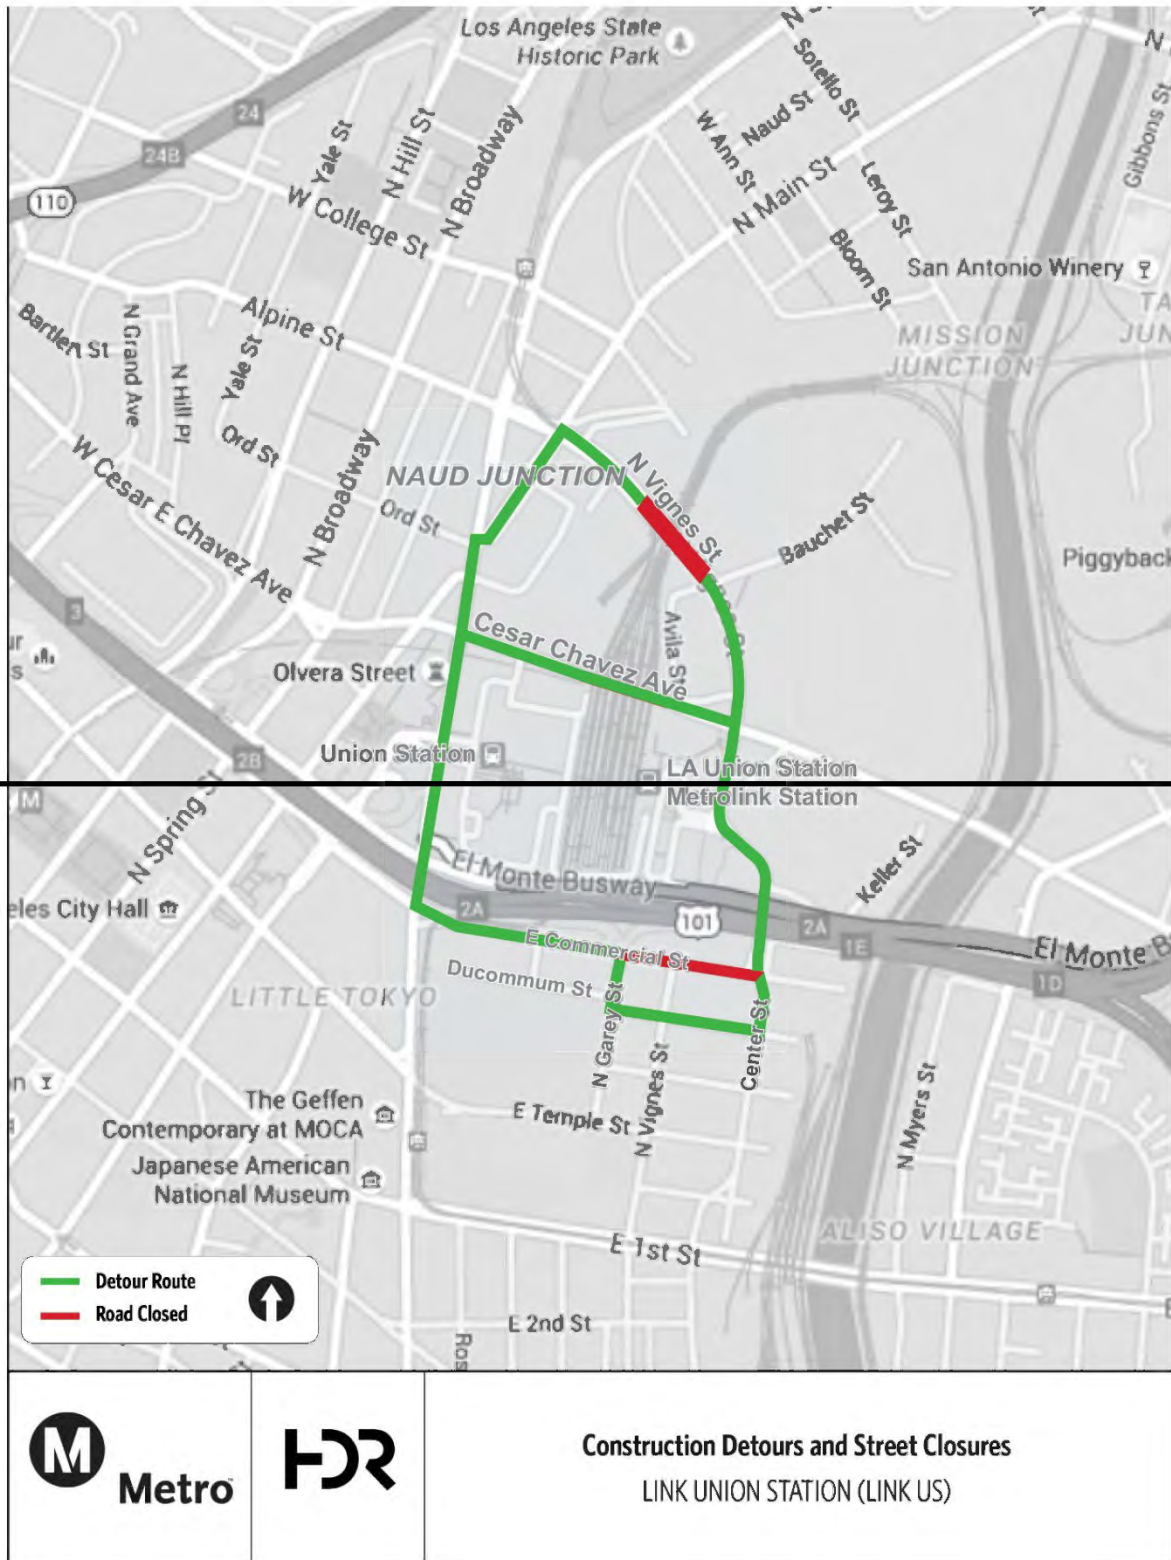 Los Angeles State
Historic Park
N
Sotello St
Naud St
W Ann St
N Main St
Leroy St
Bloom St
Gibbons St
24
24B
110
Yale St
N Hill St
N Broadway
W College St
San Antonio Winery
MISSION
JUNCTION
TA
JUN
Alpine St
Bartlett St
N Grand Ave
N Hill Pl
Yale St
Ord St
W Cesar E Chavez Ave
N Broadway
NAUD JUNCTION
Ord St
N Vignes St
Bauchet St
Piggyback
3
Avila St
Cesar Chavez Ave
Olvera Street
Union Station
2B
LA Union Station
Metrolink Station
M
N Spring St
El Monte Busway
Keller St
eles City Hall
2A
101
2A
1E
El Monte B
1D
E Commercial St
Ducommum St
LITTLE TOKYO
N Garey St
N Vignes St
Center St
N Myers St
The Geffen
Contemporary at MOCA
E Temple St
Japanese American
National Museum
ALISO VILLAGE
E 1st St
E 2nd St
Ros
Detour Route
Road Closed
M
Metro
HDR
Construction Detours and Street Closures
LINK UNION STATION (LINK US)